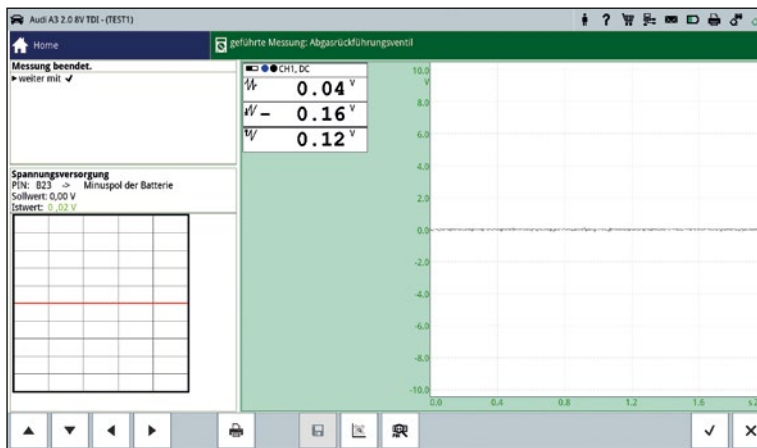 Audi A3 2.0 8V TDI - (TEST1)
?
Home
geführte Messung: Abgasrückführungsventil
Messung beendet.
▸ weiter mit ✓
Spannungsversorgung
PIN: B23 -> Minuspol der Batterie
Sollwert: 0,00 V
Istwert: 0,02 V
CH1, DC
0.04 V
- 0.16 V
0.12 V
10.0
V
8.0
6.0
4.0
2.0
0.0
-2.0
-4.0
-6.0
-8.0
-10.0
0.0 0.4 0.8 1.2 1.6